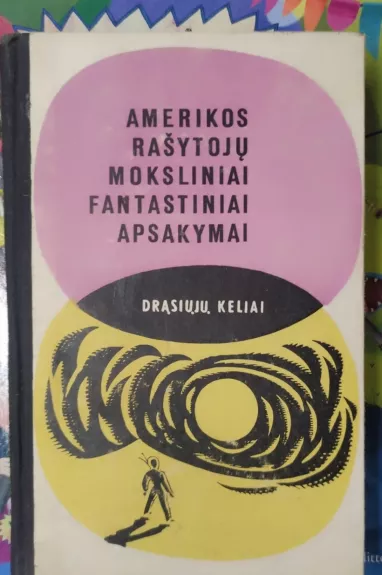 AMERIKOS
RAŠYTOJŲ
MOKSLINIAI
FANTASTINIAI
APSAKYMAI
DRĄSIŲJŲ KELIAI